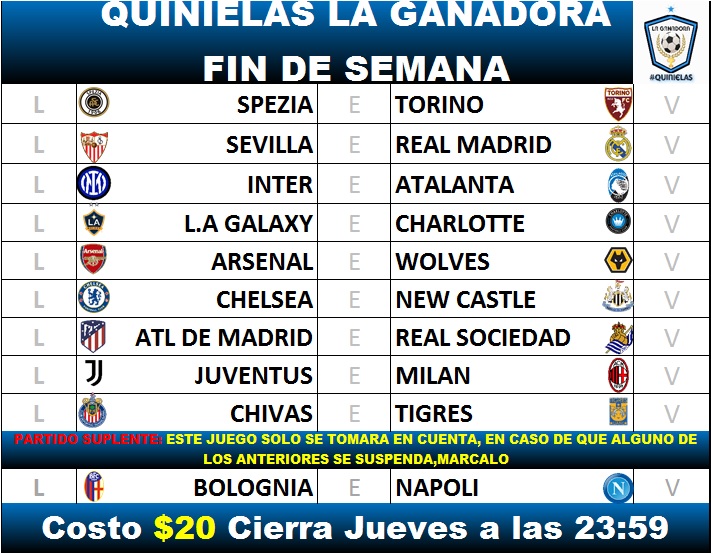 QUINIELAS LA GANADORA
FIN DE SEMANA
LA GANADORA
#QUINIELAS
L SPEZIA E TORINO V
L SEVILLA E REAL MADRID V
L INTER E ATALANTA V
L L.A GALAXY E CHARLOTTE V
L ARSENAL E WOLVES V
L CHELSEA E NEW CASTLE V
L ATL DE MADRID E REAL SOCIEDAD V
L JUVENTUS E MILAN V
L CHIVAS E TIGRES V
PARTIDO SUPLENTE: ESTE JUEGO SOLO SE TOMARA EN CUENTA, EN CASO DE QUE ALGUNO DE
LOS ANTERIORES SE SUSPENDA,MARCALO
L BOLOGNIA E NAPOLI V
Costo $20 Cierra Jueves a las 23:59